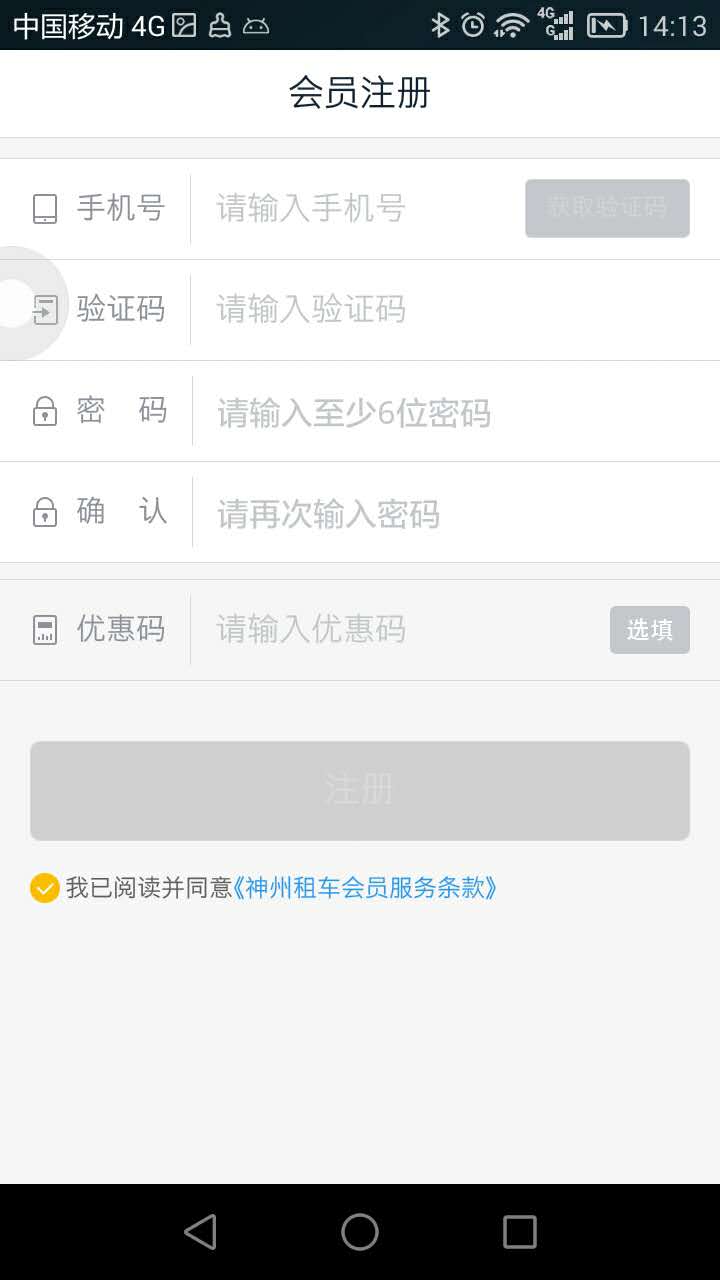 中国移动 4G 4G G 14:13
会员注册
手机号 请输入手机号 获取验证码
验证码 请输入验证码
密 码 请输入至少6位密码
确 认 请再次输入密码
优惠码 请输入优惠码 选填
注册
我已阅读并同意《神州租车会员服务条款》